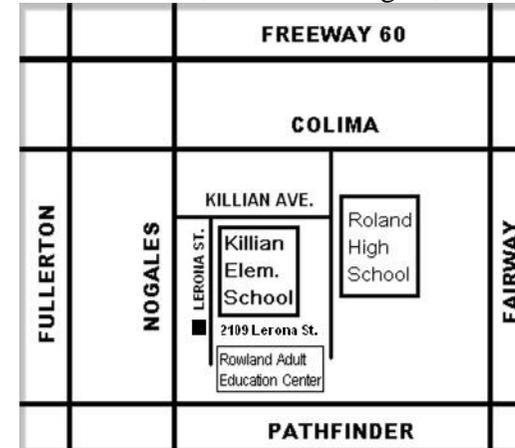 FREEWAY 60
COLIMA
KILLIAN AVE.
Roland
High
School
FULLERTON
NOGALES
LERONA ST.
Killian
Elem.
School
FAIRWAY
2109 Lerona St.
Rowland Adult
Education Center
PATHFINDER